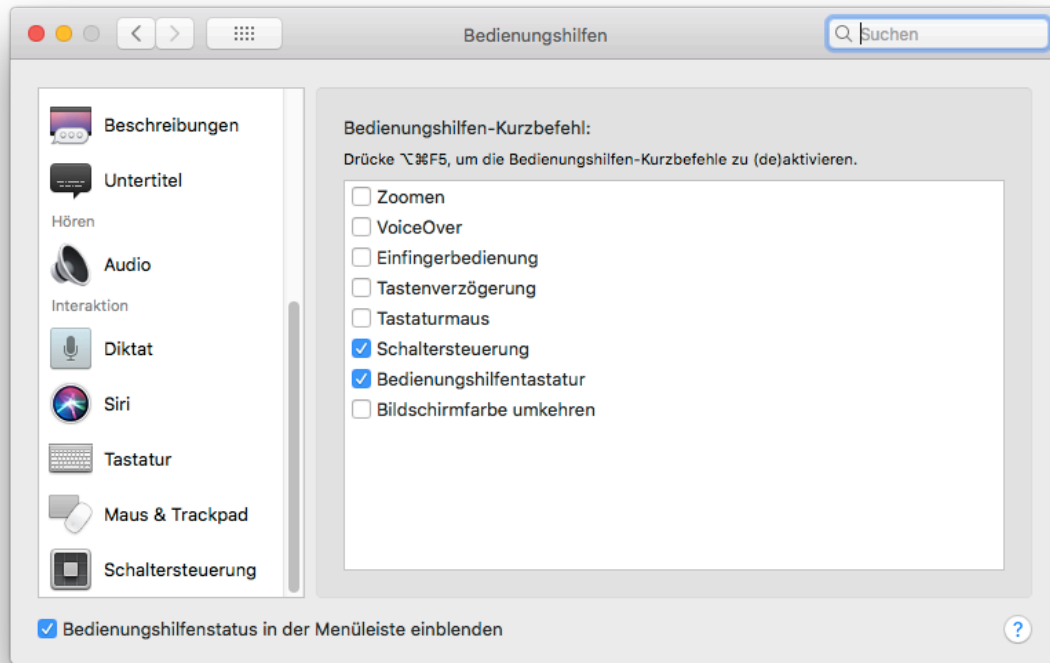 Bedienungshilfen
Suchen
Beschreibungen
Untertitel
Hören
Audio
Interaktion
Diktat
Siri
Tastatur
Maus & Trackpad
Schaltersteuerung
Bedienungshilfen-Kurzbefehl:
Drücke ⌥⌘F5, um die Bedienungshilfen-Kurzbefehle zu (de)aktivieren.
Zoomen
VoiceOver
Einfingerbedienung
Tastenverzögerung
Tastaturmaus
Schaltersteuerung
Bedienungshilfentastatur
Bildschirmfarbe umkehren
Bedienungshilfenstatus in der Menüleiste einblenden
?